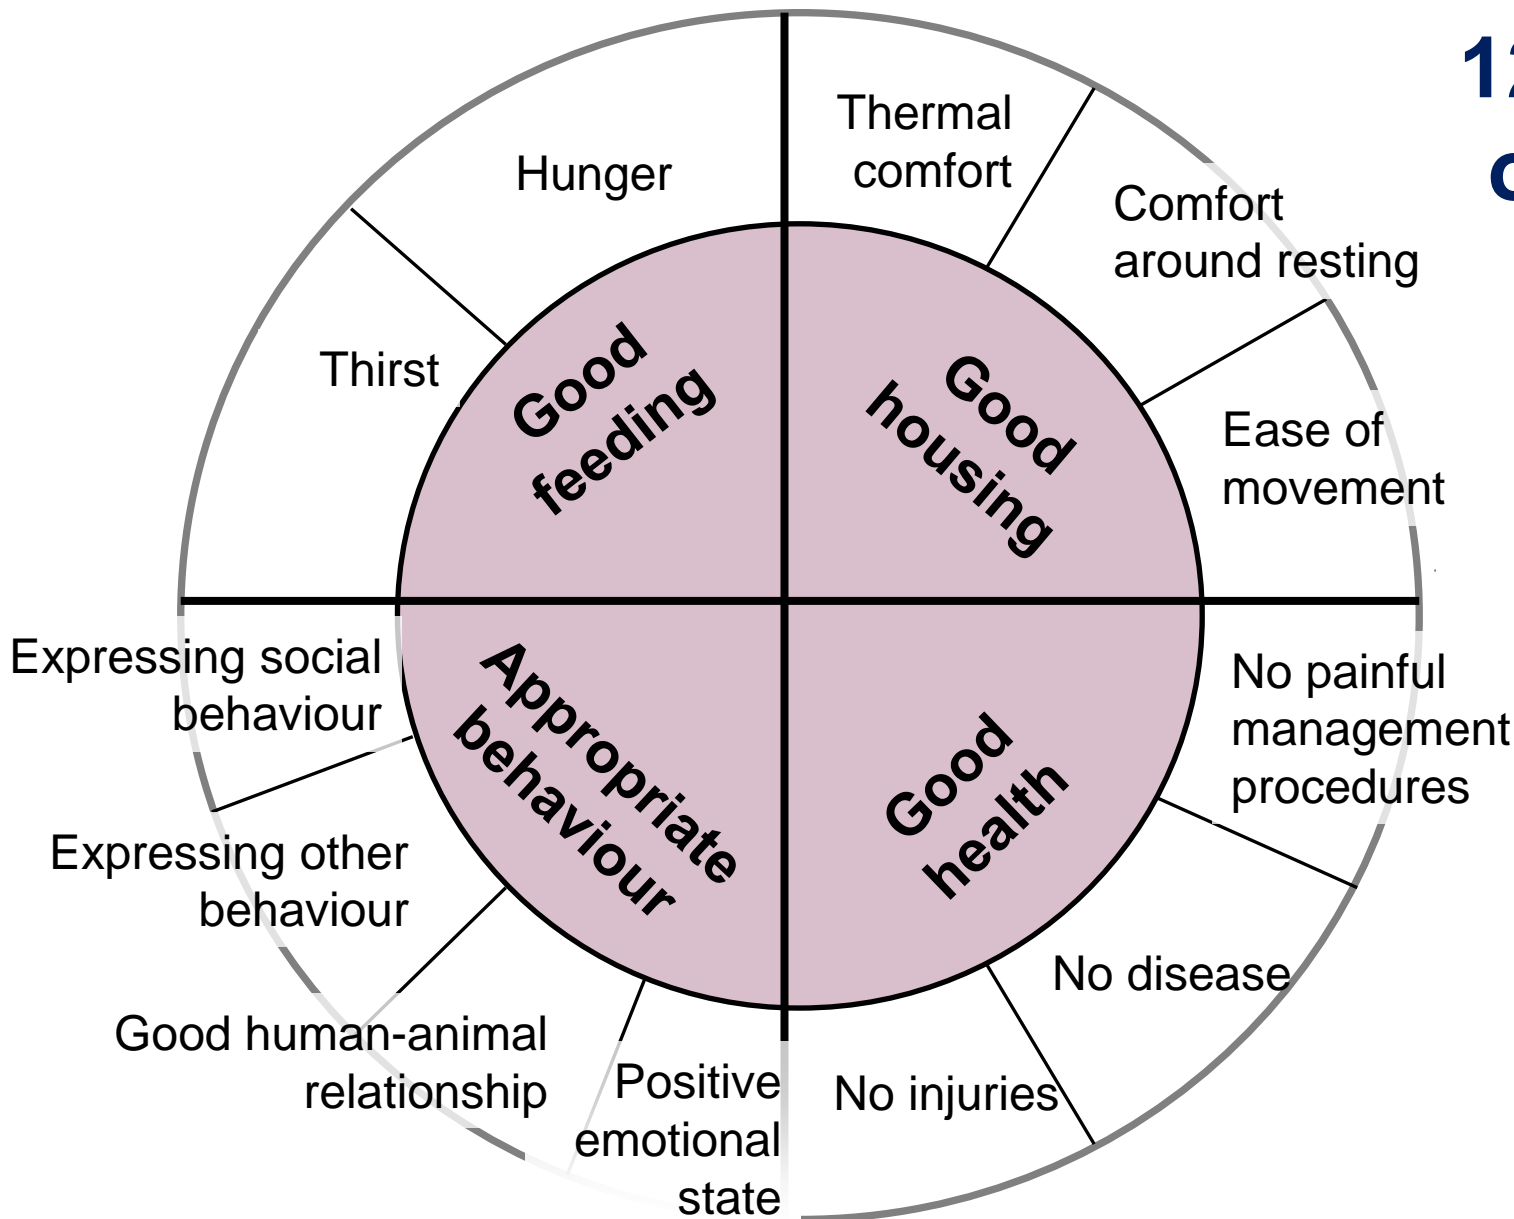 12
Hunger
Thermal
comfort
Comfort
around resting
Thirst
Good
feeding
Good
housing
Ease of
movement
Expressing social
behaviour
Appropriate
behaviour
Good
health
No painful
management
procedures
Expressing other
behaviour
No disease
Good human-animal
relationship
Positive
emotional
state
No injuries